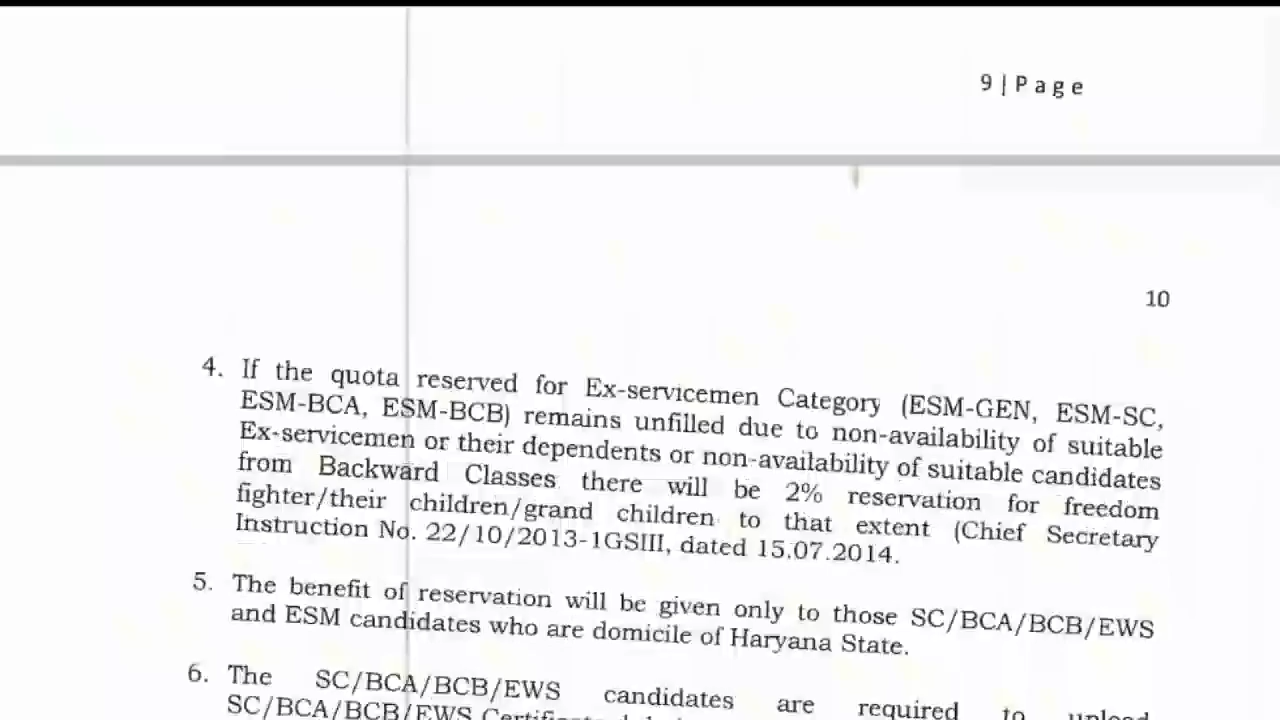 9 | P a g e
10
4. If the quota reserved for Ex-servicemen Category (ESM-GEN, ESM-SC,
ESM-BCA, ESM-BCB) remains unfilled due to non-availability of suitable
Ex-servicemen or their dependents or non-availability of suitable candidates
from Backward Classes there will be 2% reservation for freedom
fighter/their children/grand children to that extent (Chief Secretary
Instruction No. 22/10/2013-1GSIII, dated 15.07.2014.
5. The benefit of reservation will be given only to those SC/BCA/BCB/EWS
and ESM candidates who are domicile of Haryana State.
6. The SC/BCA/BCB/EWS candidates are required to upload
SC/BCA/BCB/EWS